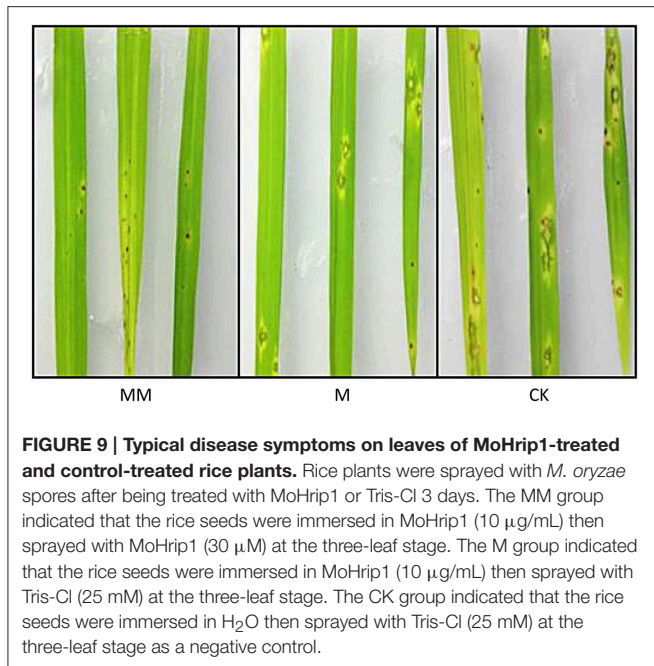 MM M CK
FIGURE 9 | Typical disease symptoms on leaves of MoHrip1-treated
and control-treated rice plants. Rice plants were sprayed with M. oryzae
spores after being treated with MoHrip1 or Tris-Cl 3 days. The MM group
indicated that the rice seeds were immersed in MoHrip1 (10 μg/mL) then
sprayed with MoHrip1 (30 μM) at the three-leaf stage. The M group indicated
that the rice seeds were immersed in MoHrip1 (10 μg/mL) then sprayed with
Tris-Cl (25 mM) at the three-leaf stage. The CK group indicated that the rice
seeds were immersed in H₂O then sprayed with Tris-Cl (25 mM) at the
three-leaf stage as a negative control.